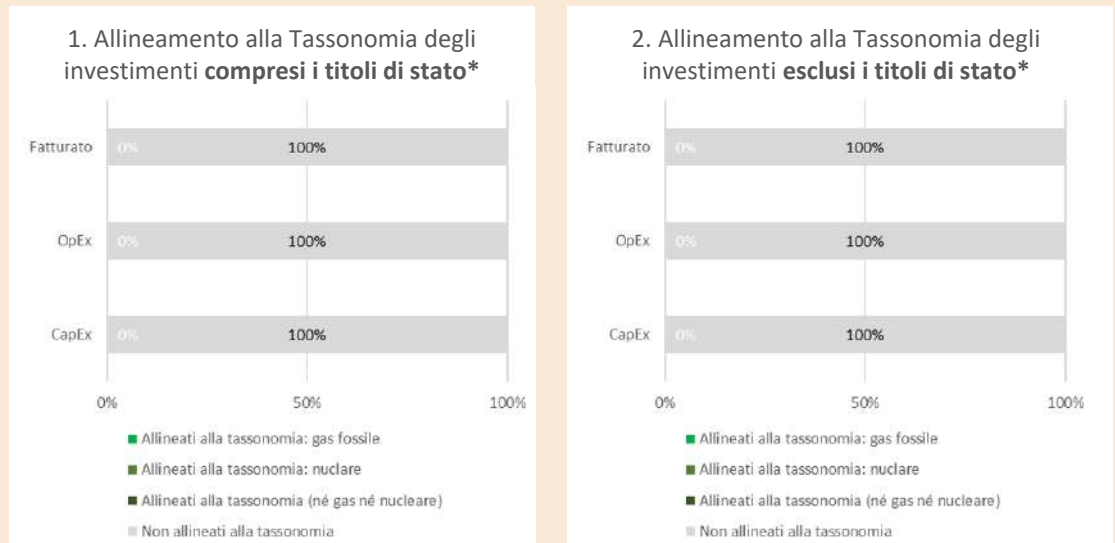 1. Allineamento alla Tassonomia degli
investimenti compresi i titoli di stato*
Fatturato 0% 100%
OpEx 0% 100%
CapEx 0% 100%
0% 50% 100%
Allineati alla tassonomia: gas fossile
Allineati alla tassonomia: nuclare
Allineati alla tassonomia (né gas né nucleare)
Non allineati alla tassonomia
2. Allineamento alla Tassonomia degli
investimenti esclusi i titoli di stato*
Fatturato 0% 100%
OpEx 0% 100%
CapEx 0% 100%
0% 50% 100%
Allineati alla tassonomia: gas fossile
Allineati alla tassonomia: nuclare
Allineati alla tassonomia (né gas né nucleare)
Non allineati alla tassonomia